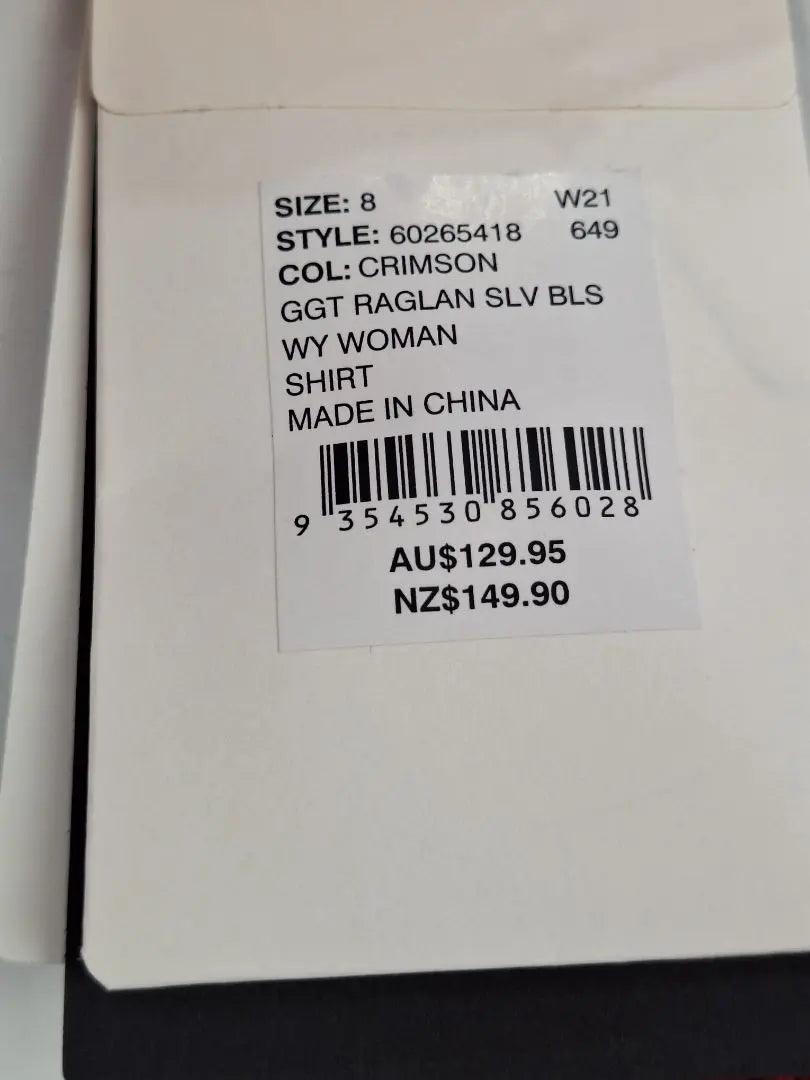 SIZE: 8 W21
STYLE: 60265418 649
COL: CRIMSON
GGT RAGLAN SLV BLS
WY WOMAN
SHIRT
MADE IN CHINA
9 354530 856028
AU$129.95
NZ$149.90